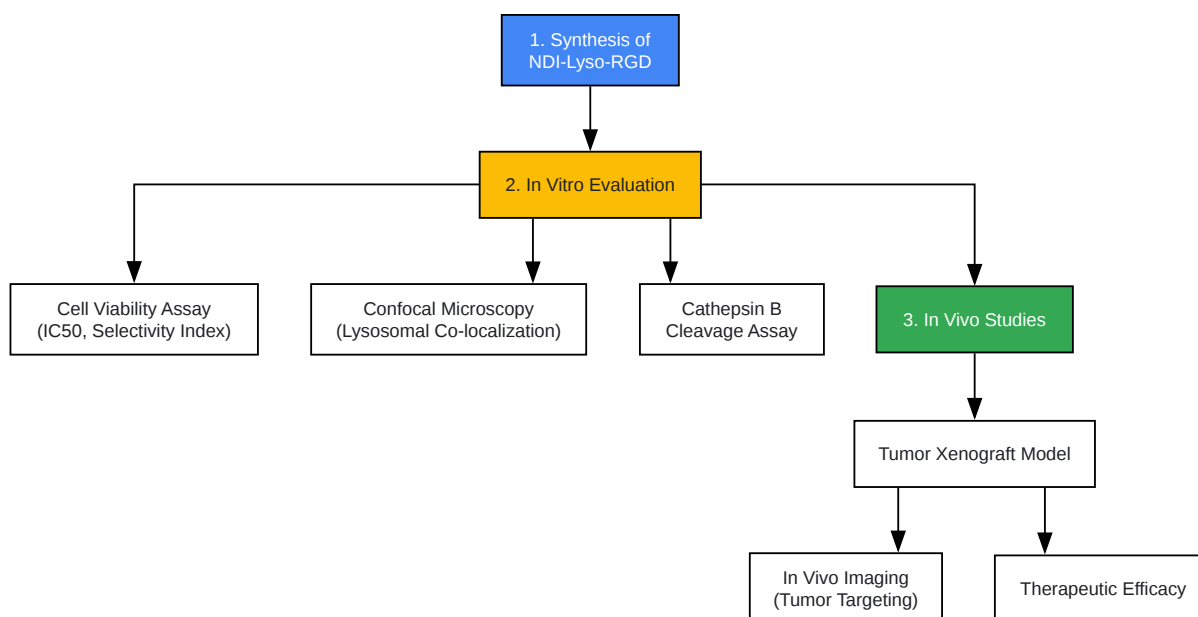 1. Synthesis of
NDI-Lyso-RGD
2. In Vitro Evaluation
Cell Viability Assay
(IC50, Selectivity Index)
Confocal Microscopy
(Lysosomal Co-localization)
Cathepsin B
Cleavage Assay
3. In Vivo Studies
Tumor Xenograft Model
In Vivo Imaging
(Tumor Targeting)
Therapeutic Efficacy